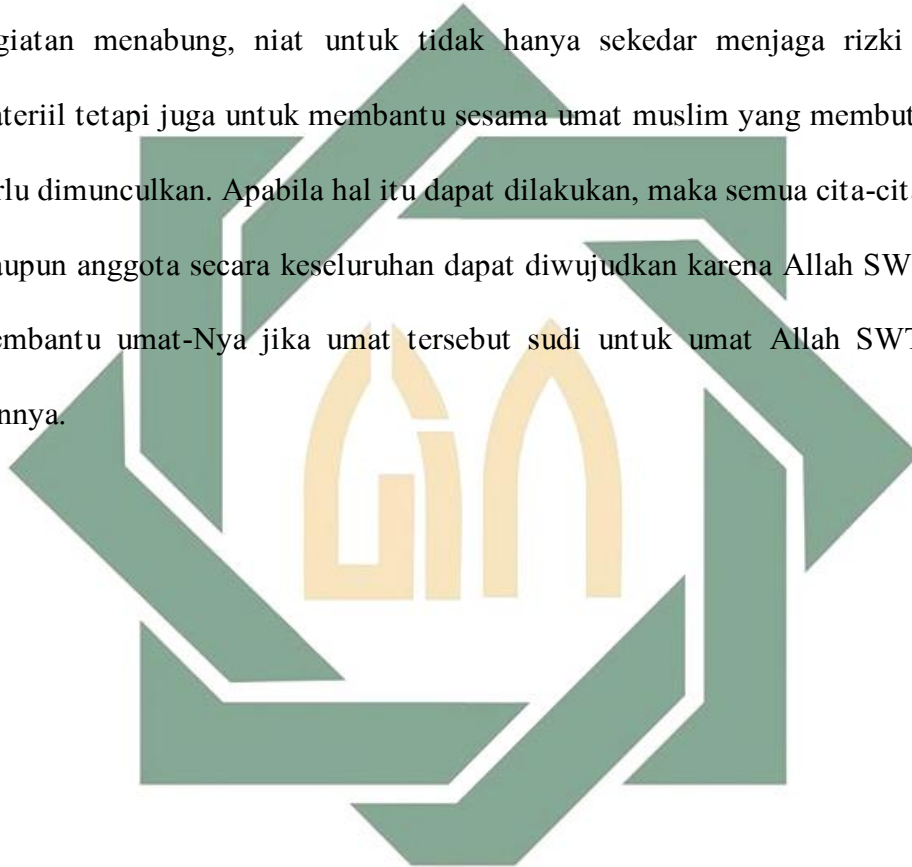 giatan menabung, niat untuk tidak hanya sekedar menjaga rizki
ateriil tetapi juga untuk membantu sesama umat muslim yang membut
rlu dimunculkan. Apabila hal itu dapat dilakukan, maka semua cita-cita
aupun anggota secara keseluruhan dapat diwujudkan karena Allah SW
embantu umat-Nya jika umat tersebut sudi untuk umat Allah SWT
nnya.